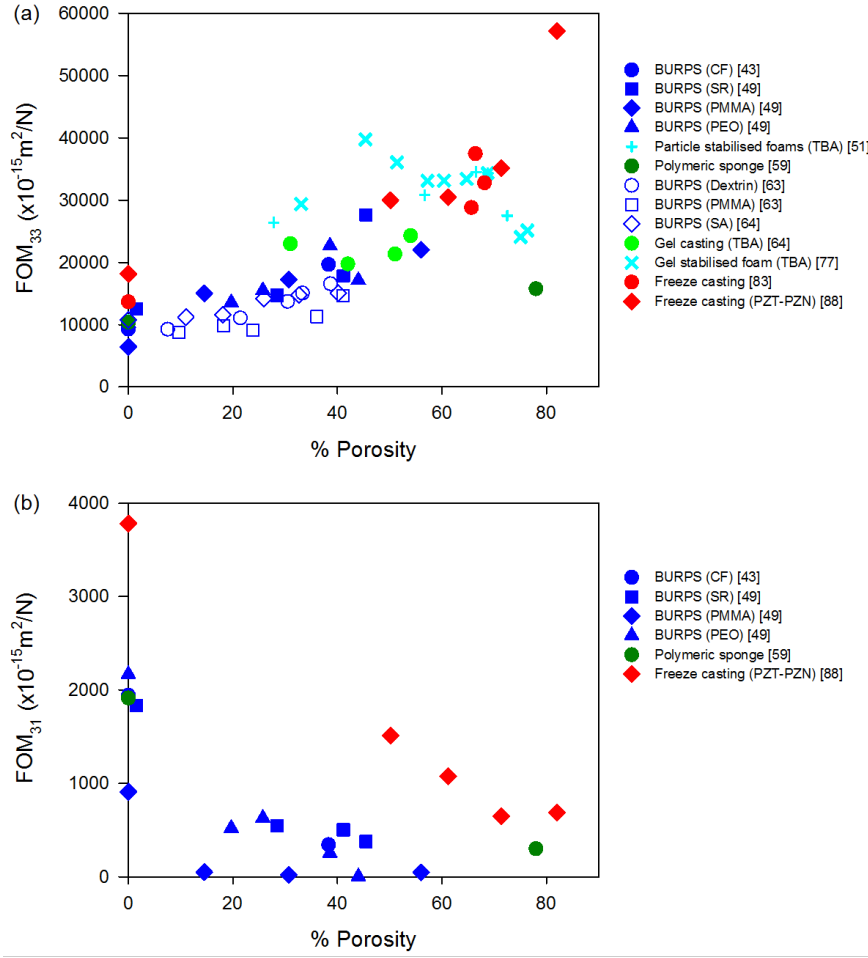 (a)
60000
50000
40000
30000
20000
10000
0
FOM33 (x10-15m2/N)
0 20 40 60 80
% Porosity
BURPS (CF) [43]
BURPS (SR) [49]
BURPS (PMMA) [49]
BURPS (PEO) [49]
Particle stabilised foams (TBA) [51]
Polymeric sponge [59]
BURPS (Dextrin) [63]
BURPS (PMMA) [63]
BURPS (SA) [64]
Gel casting (TBA) [64]
Gel stabilised foam (TBA) [77]
Freeze casting [83]
Freeze casting (PZT-PZN) [88]
(b)
4000
3000
2000
1000
0
FOM31 (x10-15m2/N)
0 20 40 60 80
% Porosity
BURPS (CF) [43]
BURPS (SR) [49]
BURPS (PMMA) [49]
BURPS (PEO) [49]
Polymeric sponge [59]
Freeze casting (PZT-PZN) [88]